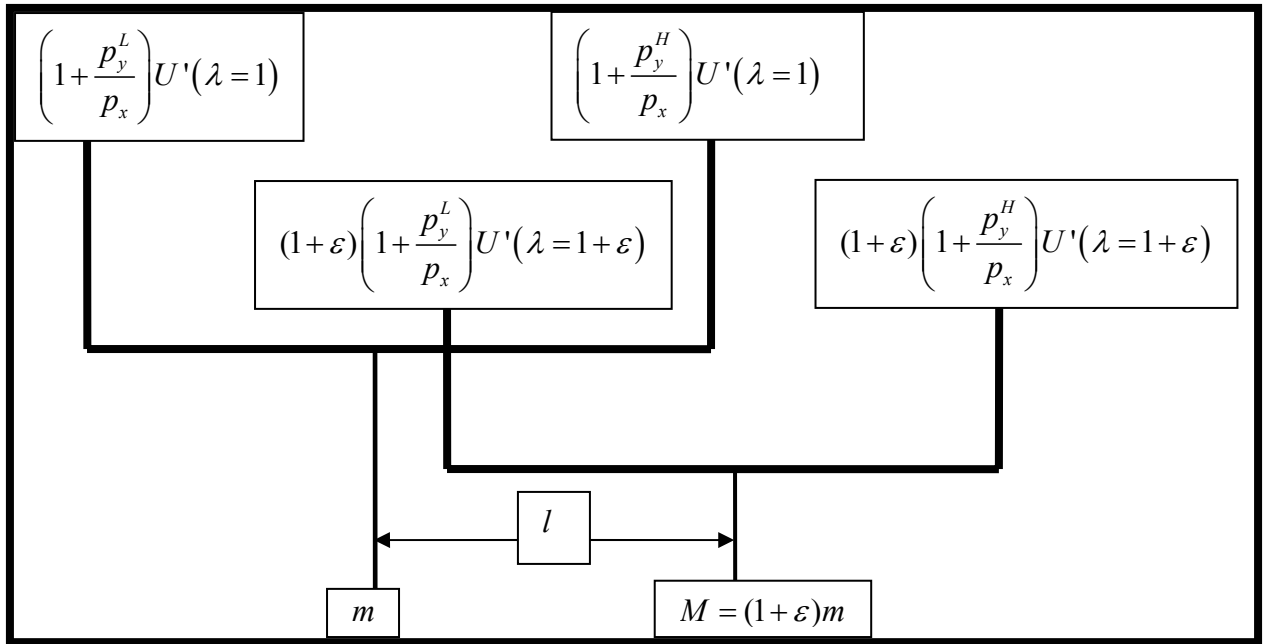 (1 + p_y^L / p_x) U'(λ = 1)
(1 + p_y^H / p_x) U'(λ = 1)
(1 + ε)(1 + p_y^L / p_x) U'(λ = 1 + ε)
(1 + ε)(1 + p_y^H / p_x) U'(λ = 1 + ε)
l
m
M = (1 + ε)m